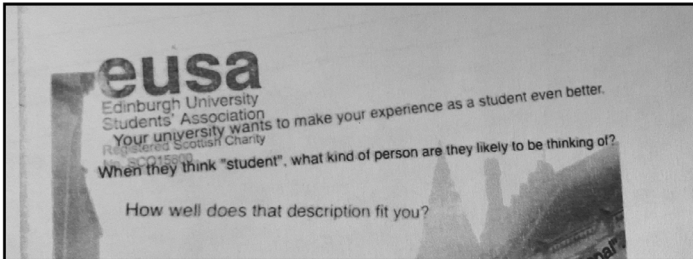 eusa
Edinburgh University
Students' Association
Your university wants to make your experience as a student even better.
Registered Scottish Charity
When they think "student", what kind of person are they likely to be thinking of?
How well does that description fit you?